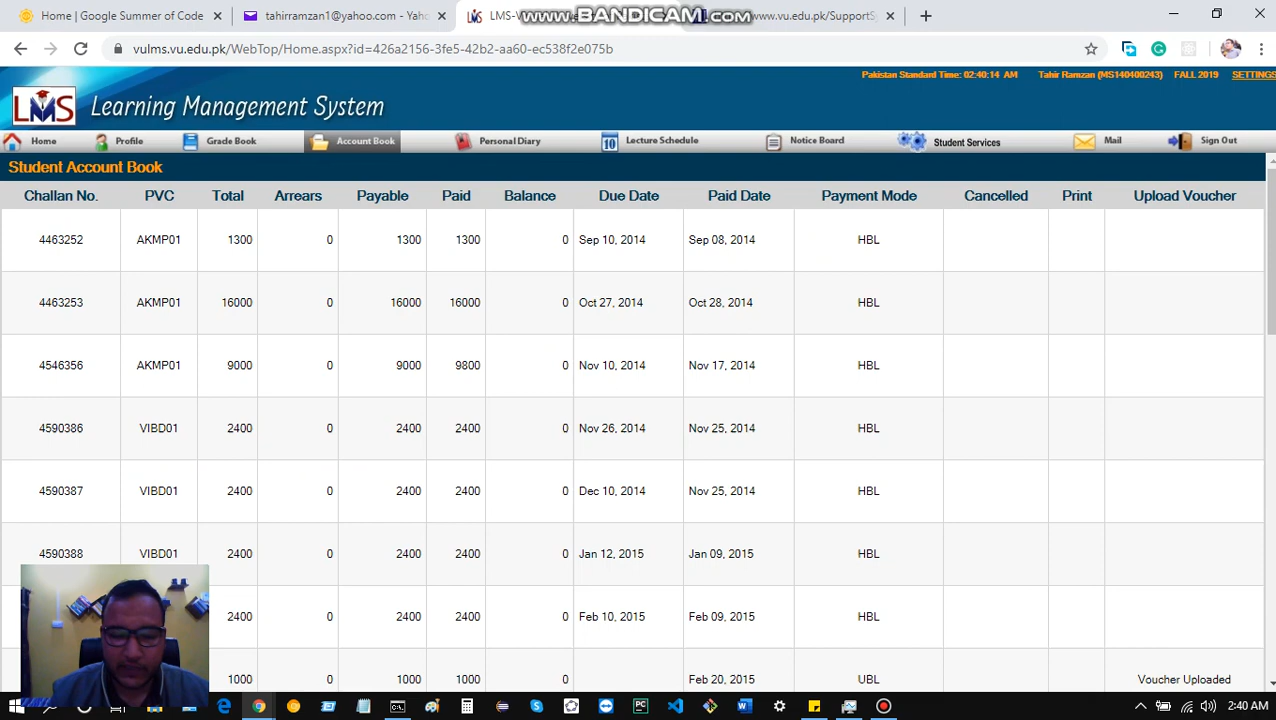 Home | Google Summer of Code
tahirramzan1@yahoo.com - Yaho
LMS-V
www.vu.edu.pk/SupportS
www.BANDICAM.com
vulms.vu.edu.pk/WebTop/Home.aspx?id=426a2156-3fe5-42b2-aa60-ec538f2e075b
Pakistan Standard Time: 02:40:14 AM Tahir Ramzan (MS140400243) FALL 2019 SETTINGS
LMS Learning Management System
Home Profile Grade Book Account Book Personal Diary 10 Lecture Schedule Notice Board Student Services Mail Sign Out
Student Account Book
Challan No. PVC Total Arrears Payable Paid Balance Due Date Paid Date Payment Mode Cancelled Print Upload Voucher
4463252 AKMP01 1300 0 1300 1300 0 Sep 10, 2014 Sep 08, 2014 HBL
4463253 AKMP01 16000 0 16000 16000 0 Oct 27, 2014 Oct 28, 2014 HBL
4546356 AKMP01 9000 0 9000 9800 0 Nov 10, 2014 Nov 17, 2014 HBL
4590386 VIBD01 2400 0 2400 2400 0 Nov 26, 2014 Nov 25, 2014 HBL
4590387 VIBD01 2400 0 2400 2400 0 Dec 10, 2014 Nov 25, 2014 HBL
4590388 VIBD01 2400 0 2400 2400 0 Jan 12, 2015 Jan 09, 2015 HBL
2400 0 2400 2400 0 Feb 10, 2015 Feb 09, 2015 HBL
1000 0 1000 1000 0 Feb 20, 2015 UBL Voucher Uploaded
2:40 AM